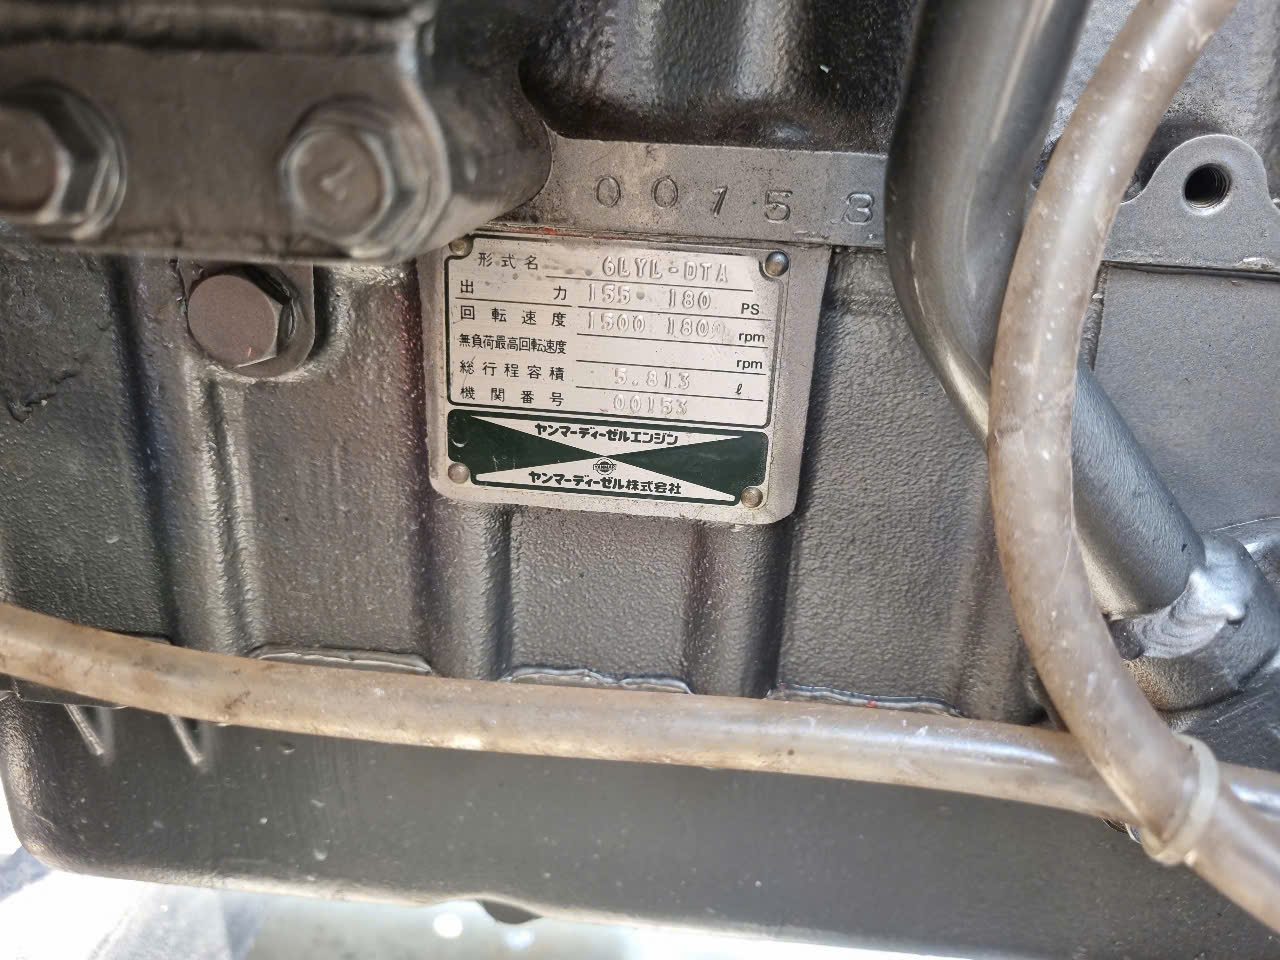 00153
形式名 6LYL-DTA
出力 155 180 PS
回転速度 1500 1800 rpm
無負荷最高回転速度 rpm
総行程容積 5.813 ℓ
機関番号 00153
ヤンマーディーゼルエンジン
YANMAR
ヤンマーディーゼル株式会社